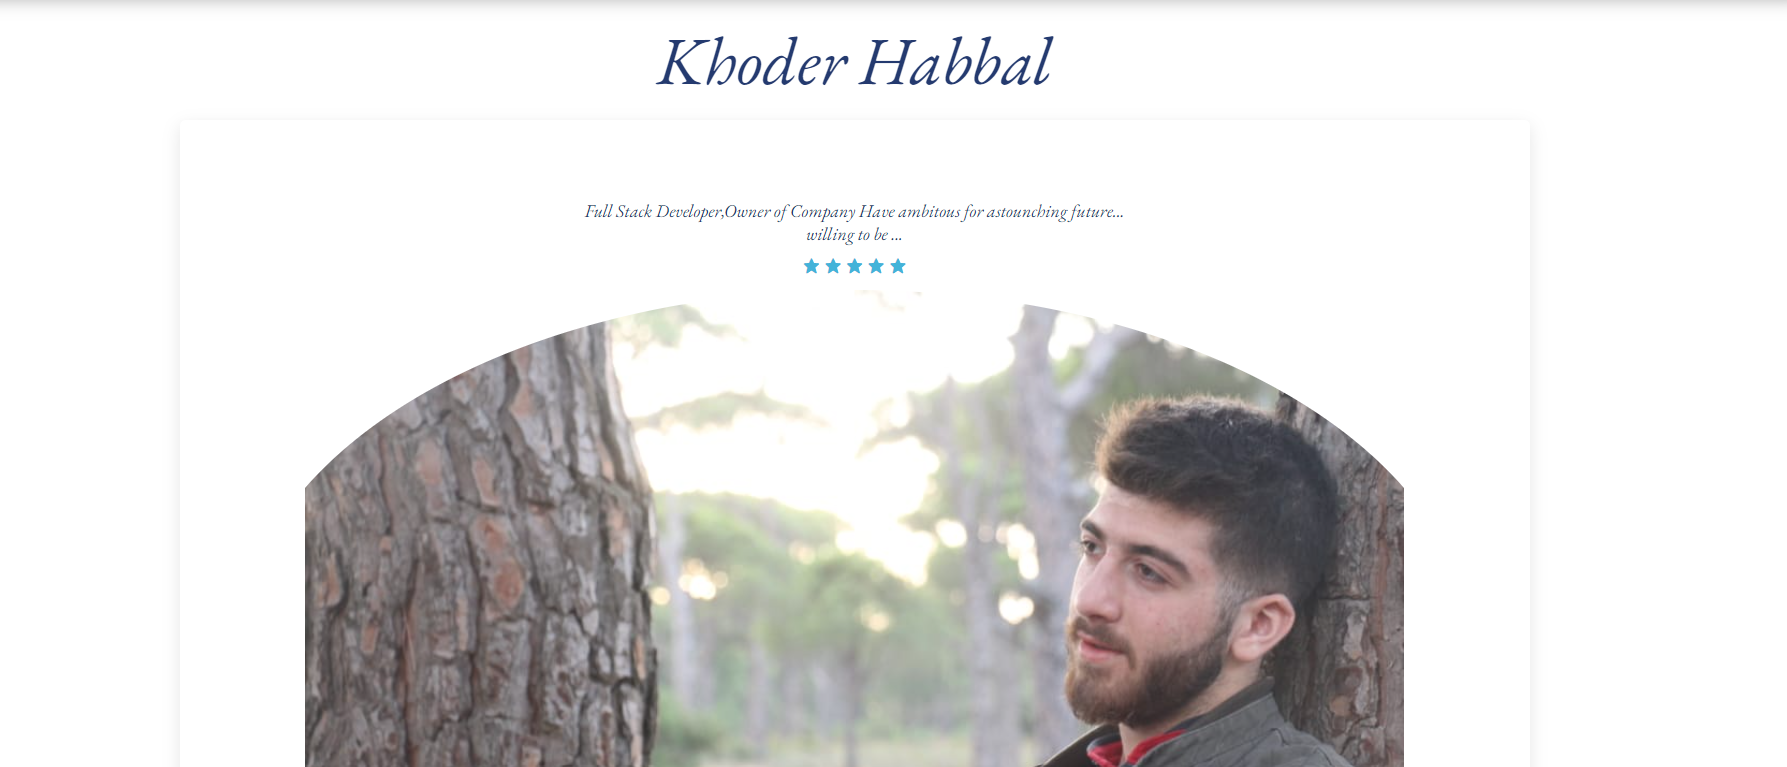 Khoder Habbal
Full Stack Developer,Owner of Company Have ambitous for astounching future...
willing to be ...